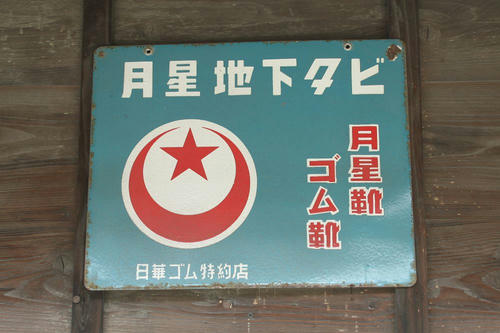 月星地下タビ
月星靴
ゴム靴
日華ゴム特約店